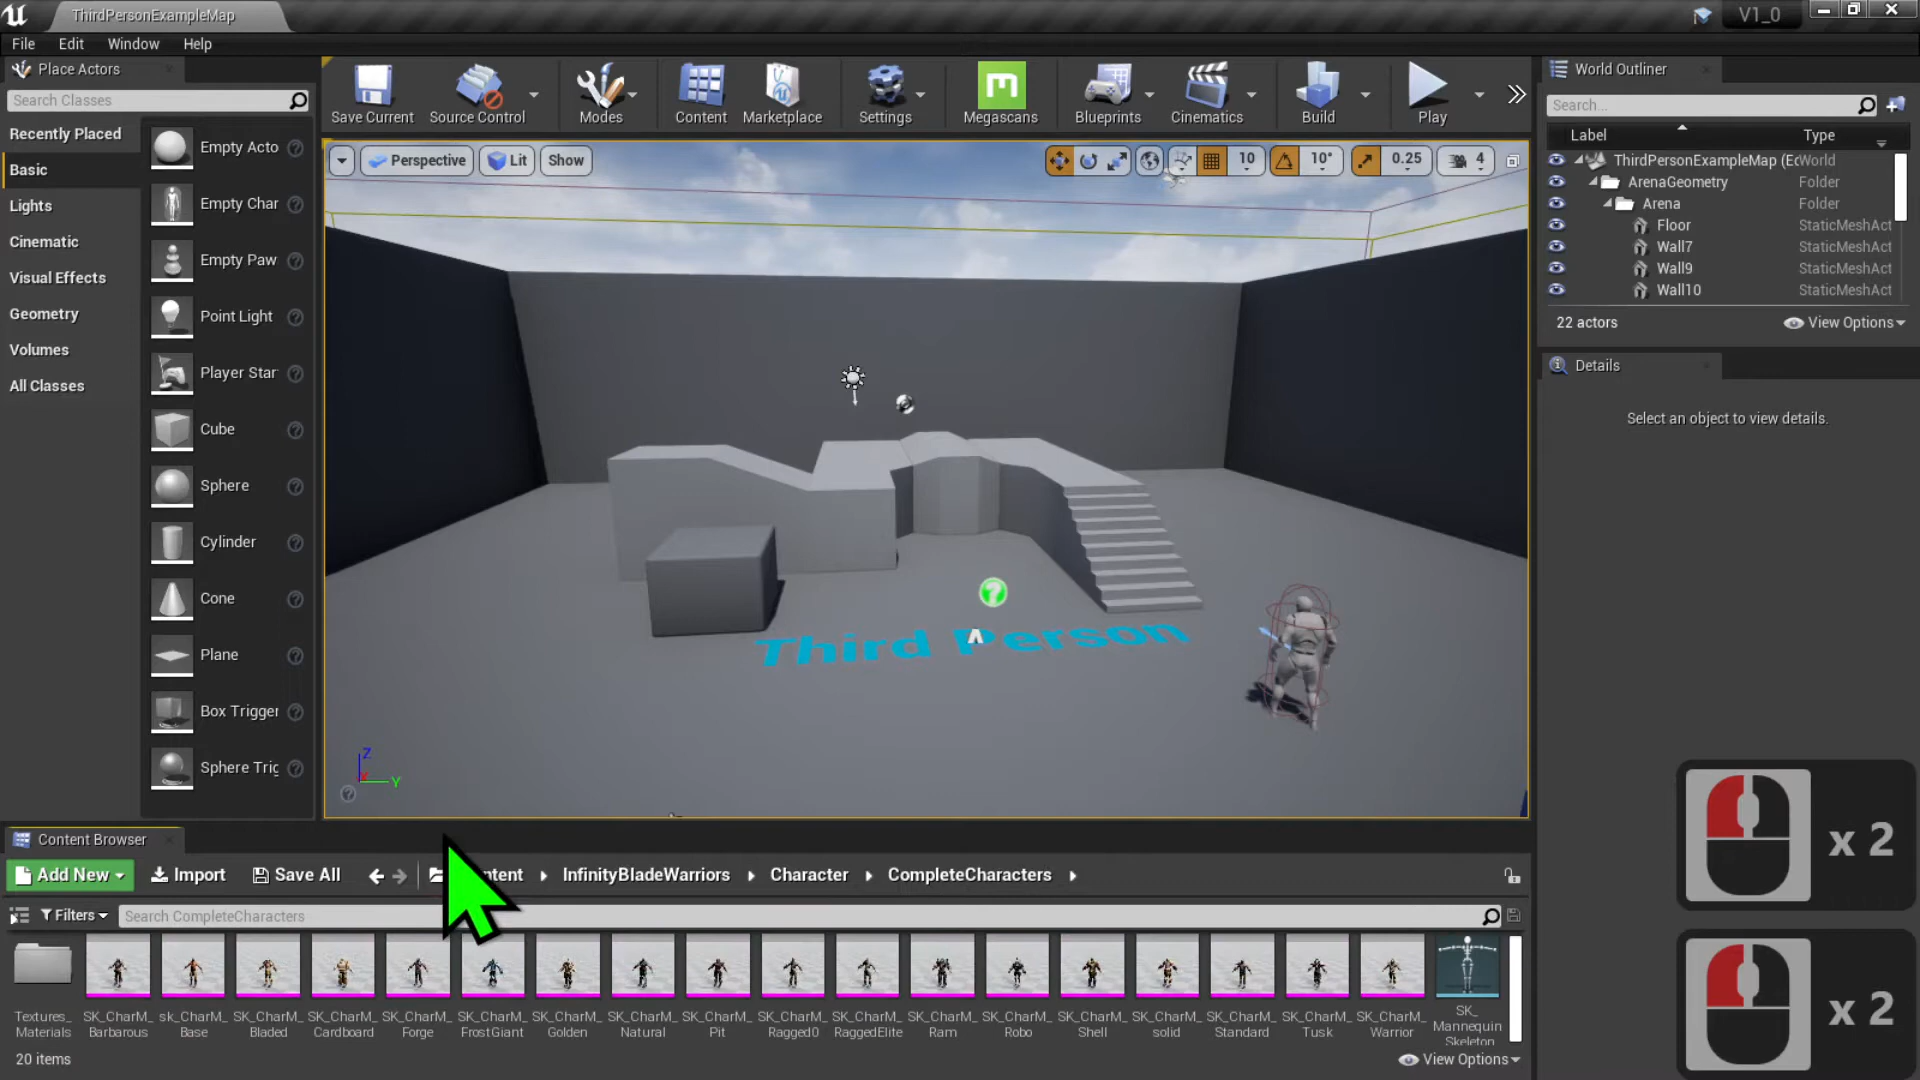 ThirdPersonExampleMap
V1_0
File Edit Window Help
Place Actors
Search Classes
Recently Placed
Basic
Lights
Cinematic
Visual Effects
Geometry
Volumes
All Classes
Empty Acto
Empty Char
Empty Paw
Point Light
Player Star
Cube
Sphere
Cylinder
Cone
Plane
Box Trigger
Sphere Trig
Save Current
Source Control
Modes
Content
Marketplace
Settings
Megascans
Blueprints
Cinematics
Build
Play
Perspective Lit Show
10 10° 0.25 4
Third Person
Z
X
Y
World Outliner
Search...
Label Type
ThirdPersonExampleMap (Ed World
ArenaGeometry Folder
Arena Folder
Floor StaticMeshAct
Wall7 StaticMeshAct
Wall9 StaticMeshAct
Wall10 StaticMeshAct
22 actors View Options
Details
Select an object to view details.
x 2
x 2
Content Browser
Add New Import Save All InfinityBladeWarriors Character CompleteCharacters
Filters Search CompleteCharacters
Textures_
Materials
SK_CharM_
Barbarous
sk_CharM_
Base
SK_CharM_
Bladed
SK_CharM_
Cardboard
SK_CharM_
Forge
SK_CharM_
FrostGiant
SK_CharM_
Golden
SK_CharM_
Natural
SK_CharM_
Pit
SK_CharM_
Ragged0
SK_CharM_
RaggedElite
SK_CharM_
Ram
SK_CharM_
Robo
SK_CharM_
Shell
SK_CharM_
solid
SK_CharM_
Standard
SK_CharM_
Tusk
SK_CharM_
Warrior
SK_
Mannequin_
Skeleton
20 items View Options